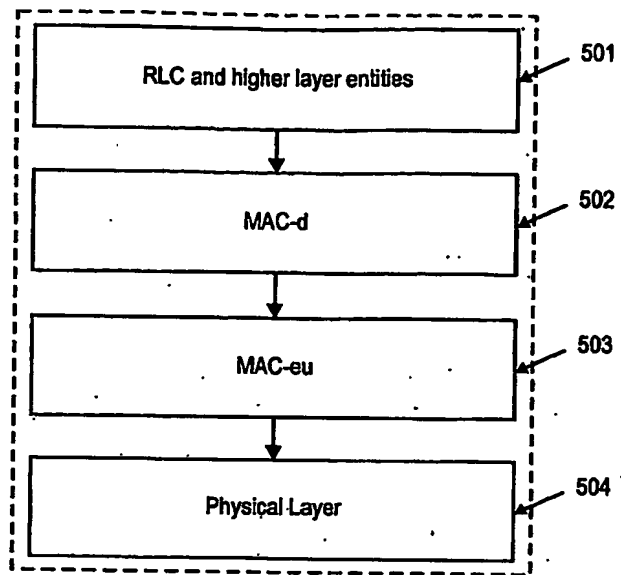 RLC and higher layer entities
501
MAC-d
502
MAC-eu
503
Physical Layer
504